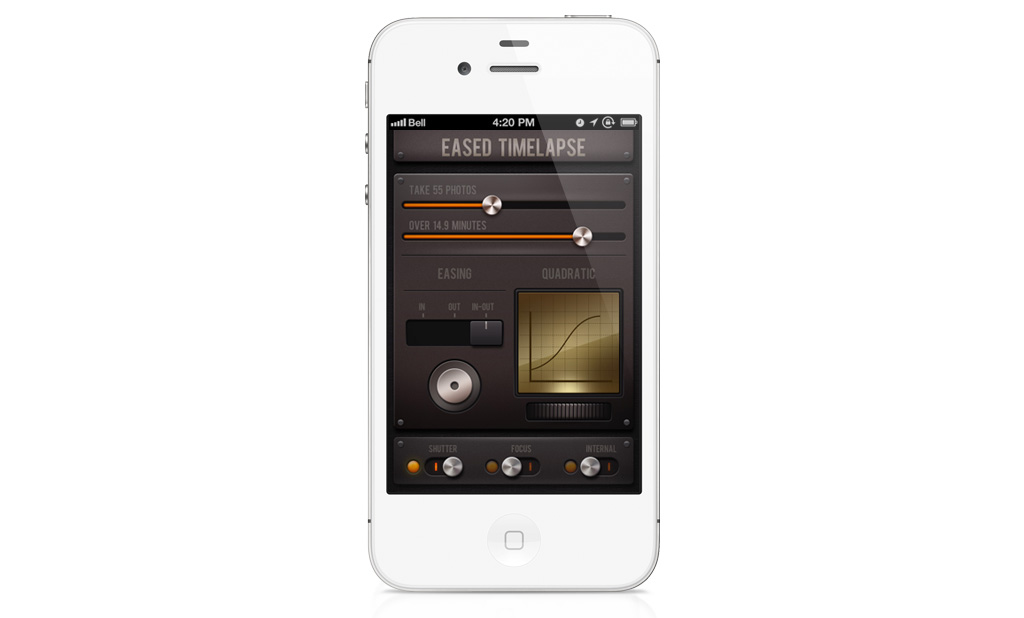 Bell 4:20 PM
EASED TIMELAPSE
TAKE 55 PHOTOS
OVER 14.9 MINUTES
EASING QUADRATIC
IN OUT IN-OUT
SHUTTER FOCUS INTERNAL